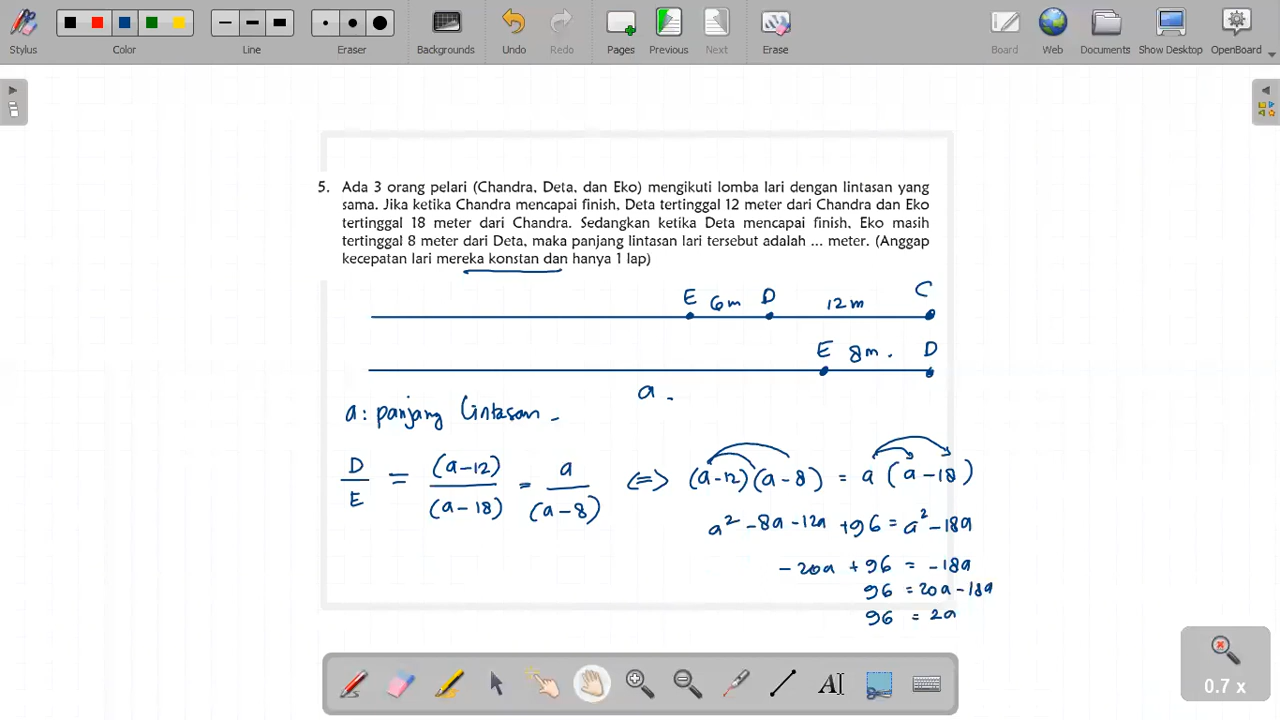 Stylus
Color
Line
Eraser
Backgrounds
Undo
Redo
Pages
Previous
Next
Erase
Board
Web
Documents
Show Desktop
OpenBoard
5. Ada 3 orang pelari (Chandra, Deta, dan Eko) mengikuti lomba lari dengan lintasan yang
sama. Jika ketika Chandra mencapai finish, Deta tertinggal 12 meter dari Chandra dan Eko
tertinggal 18 meter dari Chandra. Sedangkan ketika Deta mencapai finish, Eko masih
tertinggal 8 meter dari Deta, maka panjang lintasan lari tersebut adalah ... meter. (Anggap
kecepatan lari mereka konstan dan hanya 1 lap)
E 6m D 12m C
E 8m. D
a.
a: panjang lintasan.
D/E = (a-12)/(a-18) = a/(a-8) <=> (a-12)(a-8) = a(a-18)
a² -8a -12a +96 = a² -18a
-20a +96 = -18a
96 = 20a -18a
96 = 2a
AI
0.7 x